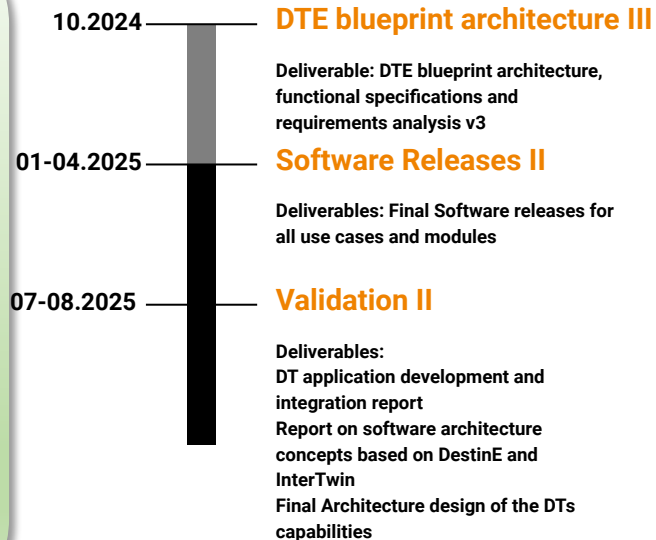 10.2024
DTE blueprint architecture III
Deliverable: DTE blueprint architecture,
functional specifications and
requirements analysis v3
01-04.2025
Software Releases II
Deliverables: Final Software releases for
all use cases and modules
07-08.2025
Validation II
Deliverables:
DT application development and
integration report
Report on software architecture
concepts based on DestinE and
InterTwin
Final Architecture design of the DTs
capabilities